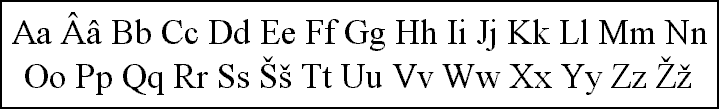 Aa Ââ Bb Cc Dd Ee Ff Gg Hh Ii Jj Kk Ll Mm Nn
Oo Pp Qq Rr Ss Šš Tt Uu Vv Ww Xx Yy Zz Žž